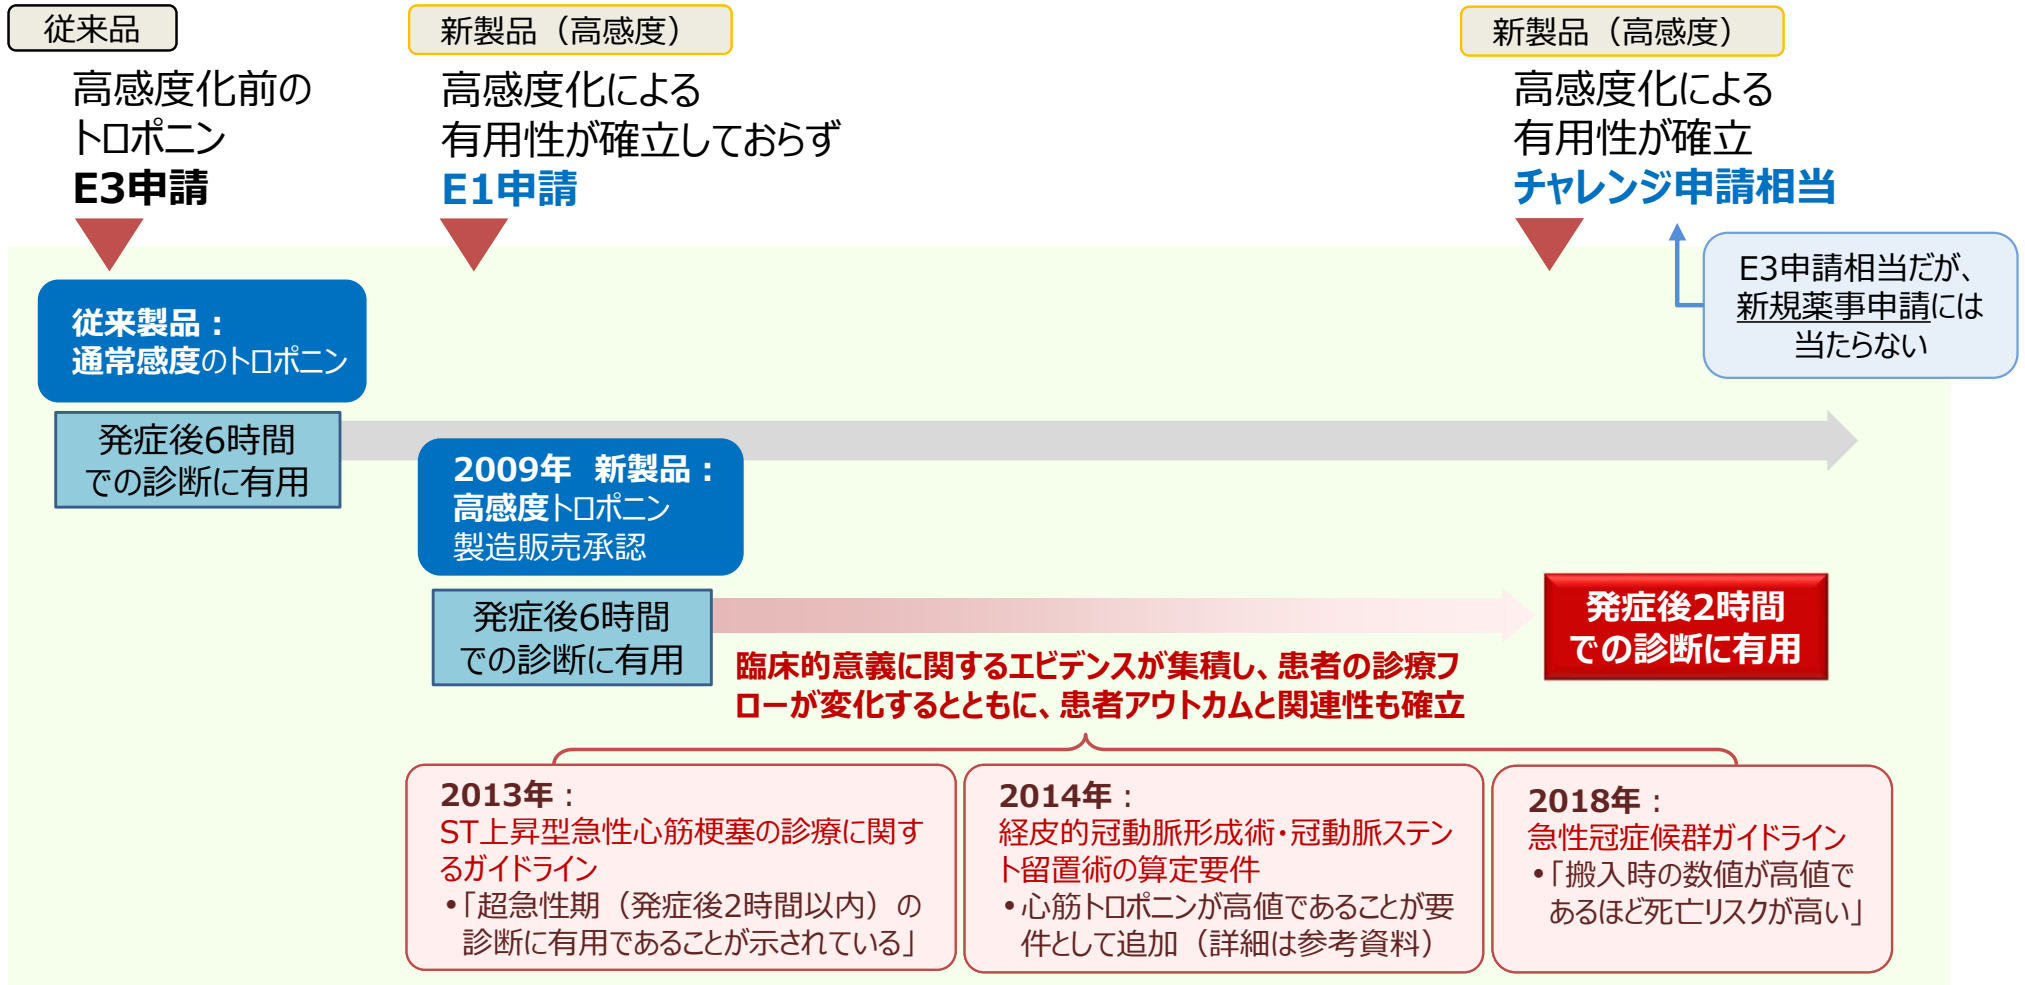 従来品
高感度化前の
トロポニン
E3申請
新製品（高感度）
高感度化による
有用性が確立しておらず
E1申請
新製品（高感度）
高感度化による
有用性が確立
チャレンジ申請相当
E3申請相当だが、
新規薬事申請には
当たらない
従来製品：
通常感度のトロポニン
発症後6時間
での診断に有用
2009年 新製品：
高感度トロポニン
製造販売承認
発症後6時間
での診断に有用
発症後2時間
での診断に有用
臨床的意義に関するエビデンスが集積し、患者の診療フ
ローが変化するとともに、患者アウトカムと関連性も確立
2013年：
ST上昇型急性心筋梗塞の診療に関す
るガイドライン
•「超急性期（発症後2時間以内）の
診断に有用であることが示されている」
2014年：
経皮的冠動脈形成術・冠動脈ステン
ト留置術の算定要件
•心筋トロポニンが高値であることが要
件として追加（詳細は参考資料）
2018年：
急性冠症候群ガイドライン
•「搬入時の数値が高値で
あるほど死亡リスクが高い」